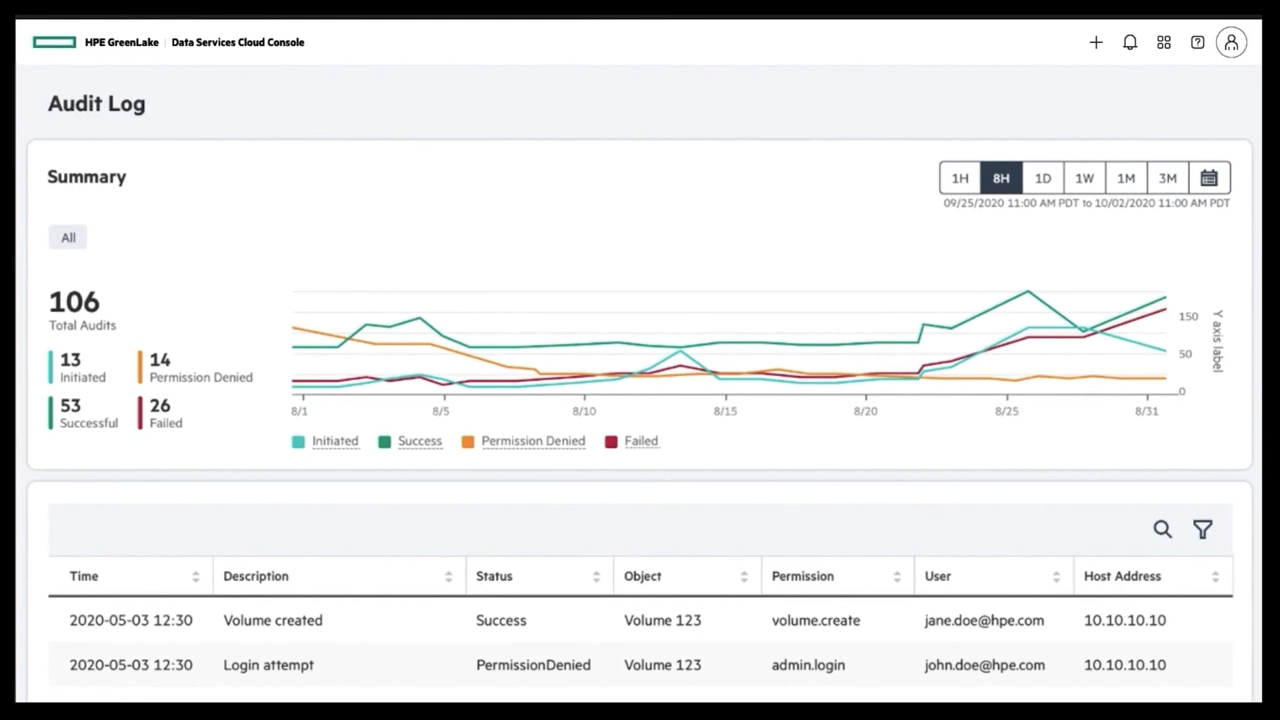 HPE GreenLake | Data Services Cloud Console
Audit Log
Summary
1H 8H 1D 1W 1M 3M
09/25/2020 11:00 AM PDT to 10/02/2020 11:00 AM PDT
All
106
Total Audits
13
Initiated
14
Permission Denied
53
Successful
26
Failed
150
50
0
Y axis label
8/1 8/5 8/10 8/15 8/20 8/25 8/31
Initiated Success Permission Denied Failed
Time Description Status Object Permission User Host Address
2020-05-03 12:30 Volume created Success Volume 123 volume.create jane.doe@hpe.com 10.10.10.10
2020-05-03 12:30 Login attempt PermissionDenied Volume 123 admin.login john.doe@hpe.com 10.10.10.10